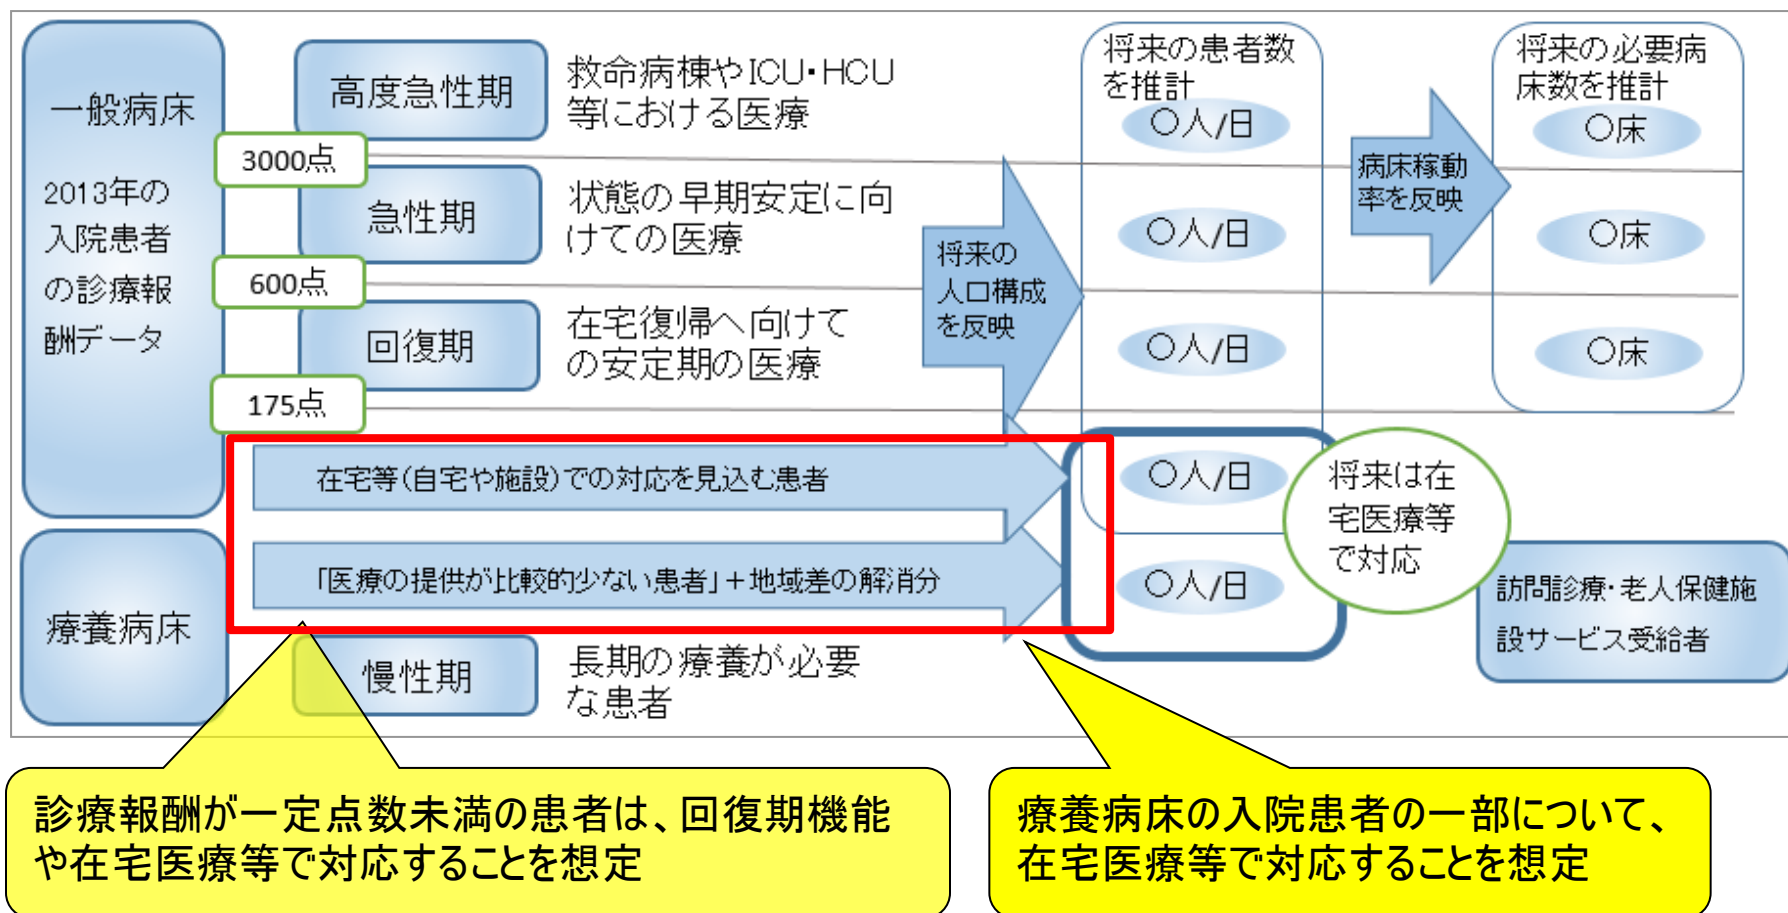 一般病床
2013年の
入院患者
の診療報
酬データ
3000点
600点
175点
高度急性期
救命病棟やICU・HCU
等における医療
急性期
状態の早期安定に向
けての医療
回復期
在宅復帰へ向けて
の安定期の医療
将来の
人口構成
を反映
将来の患者数
を推計
〇人/日
〇人/日
〇人/日
〇人/日
〇人/日
病床稼動
率を反映
将来の必要病
床数を推計
〇床
〇床
〇床
在宅等(自宅や施設)での対応を見込む患者
「医療の提供が比較的少ない患者」+地域差の解消分
将来は在
宅医療等
で対応
訪問診療・老人保健施
設サービス受給者
療養病床
慢性期
長期の療養が必要
な患者
診療報酬が一定点数未満の患者は、回復期機能
や在宅医療等で対応することを想定
療養病床の入院患者の一部について、
在宅医療等で対応することを想定